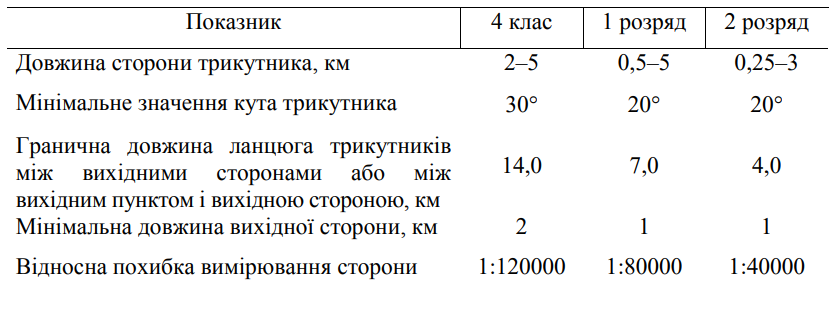 Показник 4 клас 1 розряд 2 розряд
Довжина сторони трикутника, км 2–5 0,5–5 0,25–3
Мінімальне значення кута трикутника 30° 20° 20°
Гранична довжина ланцюга трикутників
між вихідними сторонами або між 14,0 7,0 4,0
вихідним пунктом і вихідною стороною, км
Мінімальна довжина вихідної сторони, км 2 1 1
Відносна похибка вимірювання сторони 1:120000 1:80000 1:40000